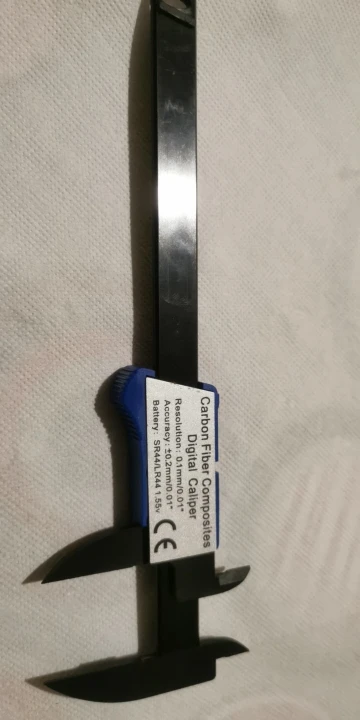 Carbon Fiber Composites
Digital Caliper
Resolution: 0.1mm/0.01"
Accuracy: ±0.2mm/0.01"
Battery: SR44/LR44 1.55v
CE